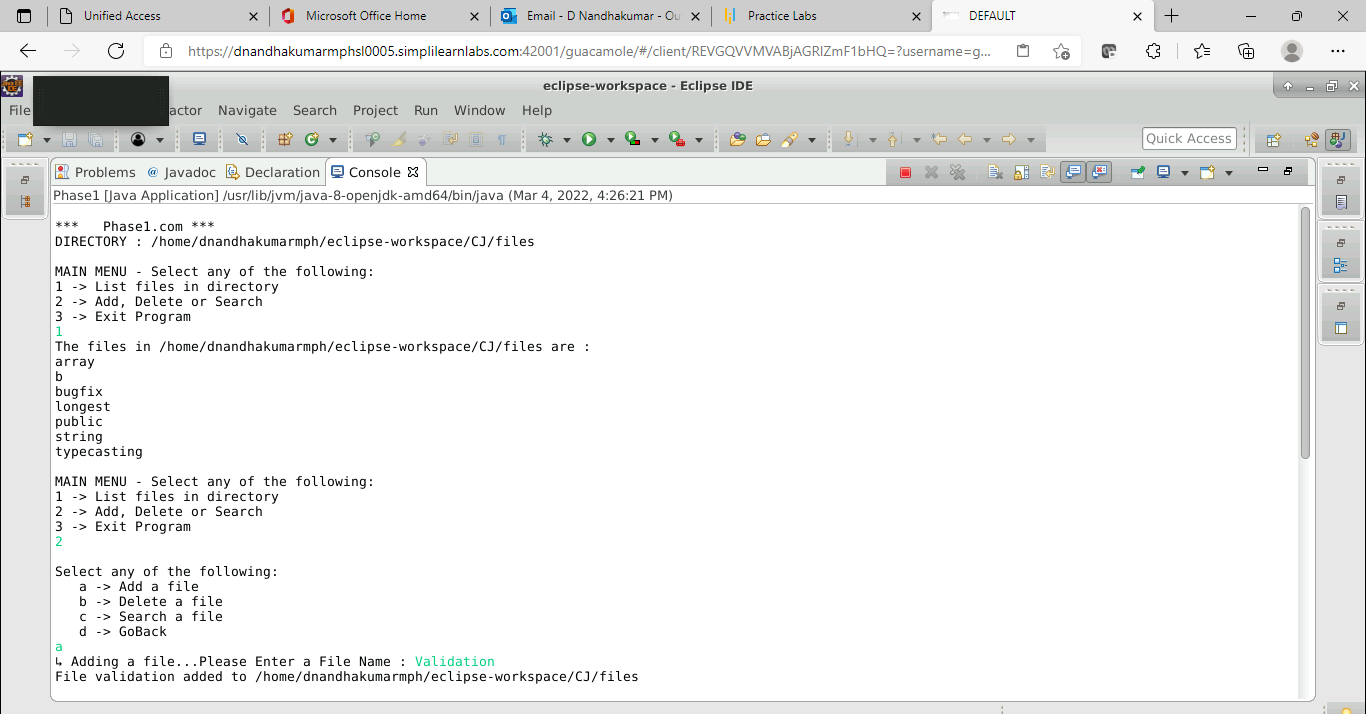 Unified Access
Microsoft Office Home
Email - D Nandhakumar - Ou
Practice Labs
DEFAULT
https://dnandhakumarmphsl0005.simplilearnlabs.com:42001/guacamole/#/client/REVGQVVMVABjAGRlZmF1bHQ=?username=g...
eclipse-workspace - Eclipse IDE
File actor Navigate Search Project Run Window Help
Quick Access
Problems @ Javadoc Declaration Console
Phase1 [Java Application] /usr/lib/jvm/java-8-openjdk-amd64/bin/java (Mar 4, 2022, 4:26:21 PM)
*** Phase1.com ***
DIRECTORY : /home/dnandhakumarmph/eclipse-workspace/CJ/files
MAIN MENU - Select any of the following:
1 -> List files in directory
2 -> Add, Delete or Search
3 -> Exit Program
1
The files in /home/dnandhakumarmph/eclipse-workspace/CJ/files are :
array
b
bugfix
longest
public
string
typecasting
MAIN MENU - Select any of the following:
1 -> List files in directory
2 -> Add, Delete or Search
3 -> Exit Program
2
Select any of the following:
a -> Add a file
b -> Delete a file
c -> Search a file
d -> GoBack
a
↳ Adding a file...Please Enter a File Name : Validation
File validation added to /home/dnandhakumarmph/eclipse-workspace/CJ/files